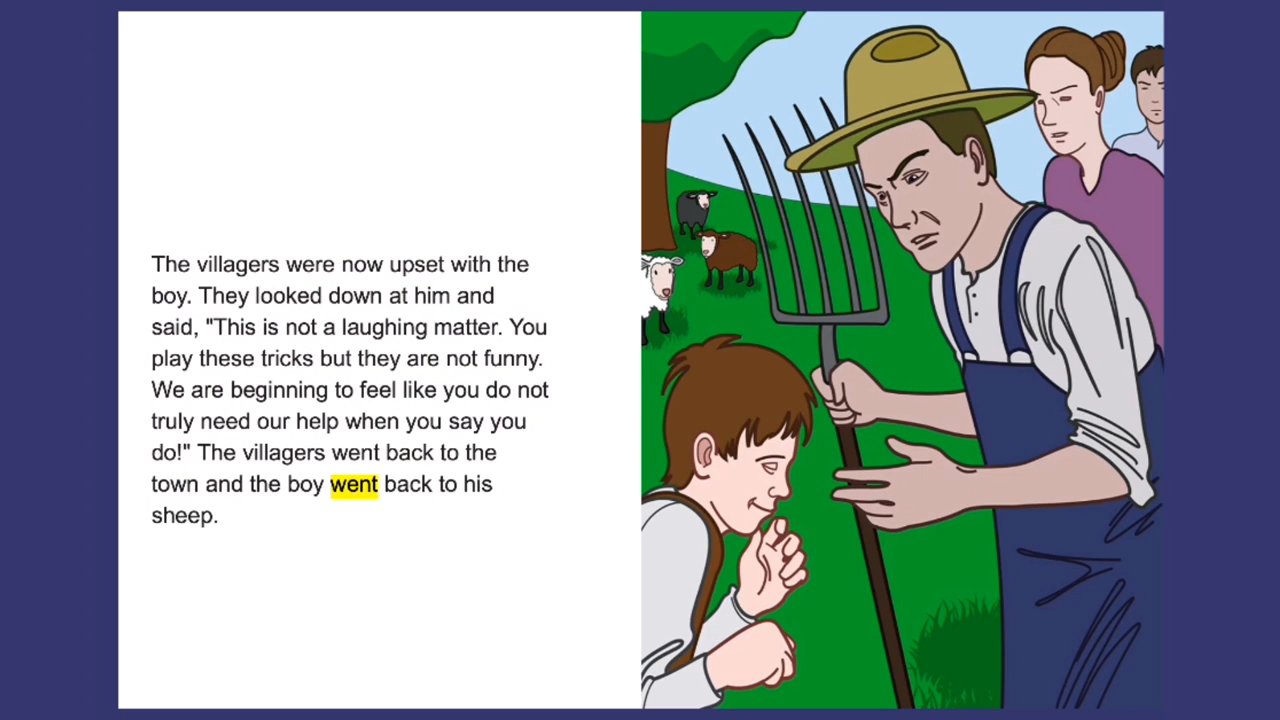 The villagers were now upset with the
boy. They looked down at him and
said, "This is not a laughing matter. You
play these tricks but they are not funny.
We are beginning to feel like you do not
truly need our help when you say you
do!" The villagers went back to the
town and the boy went back to his
sheep.